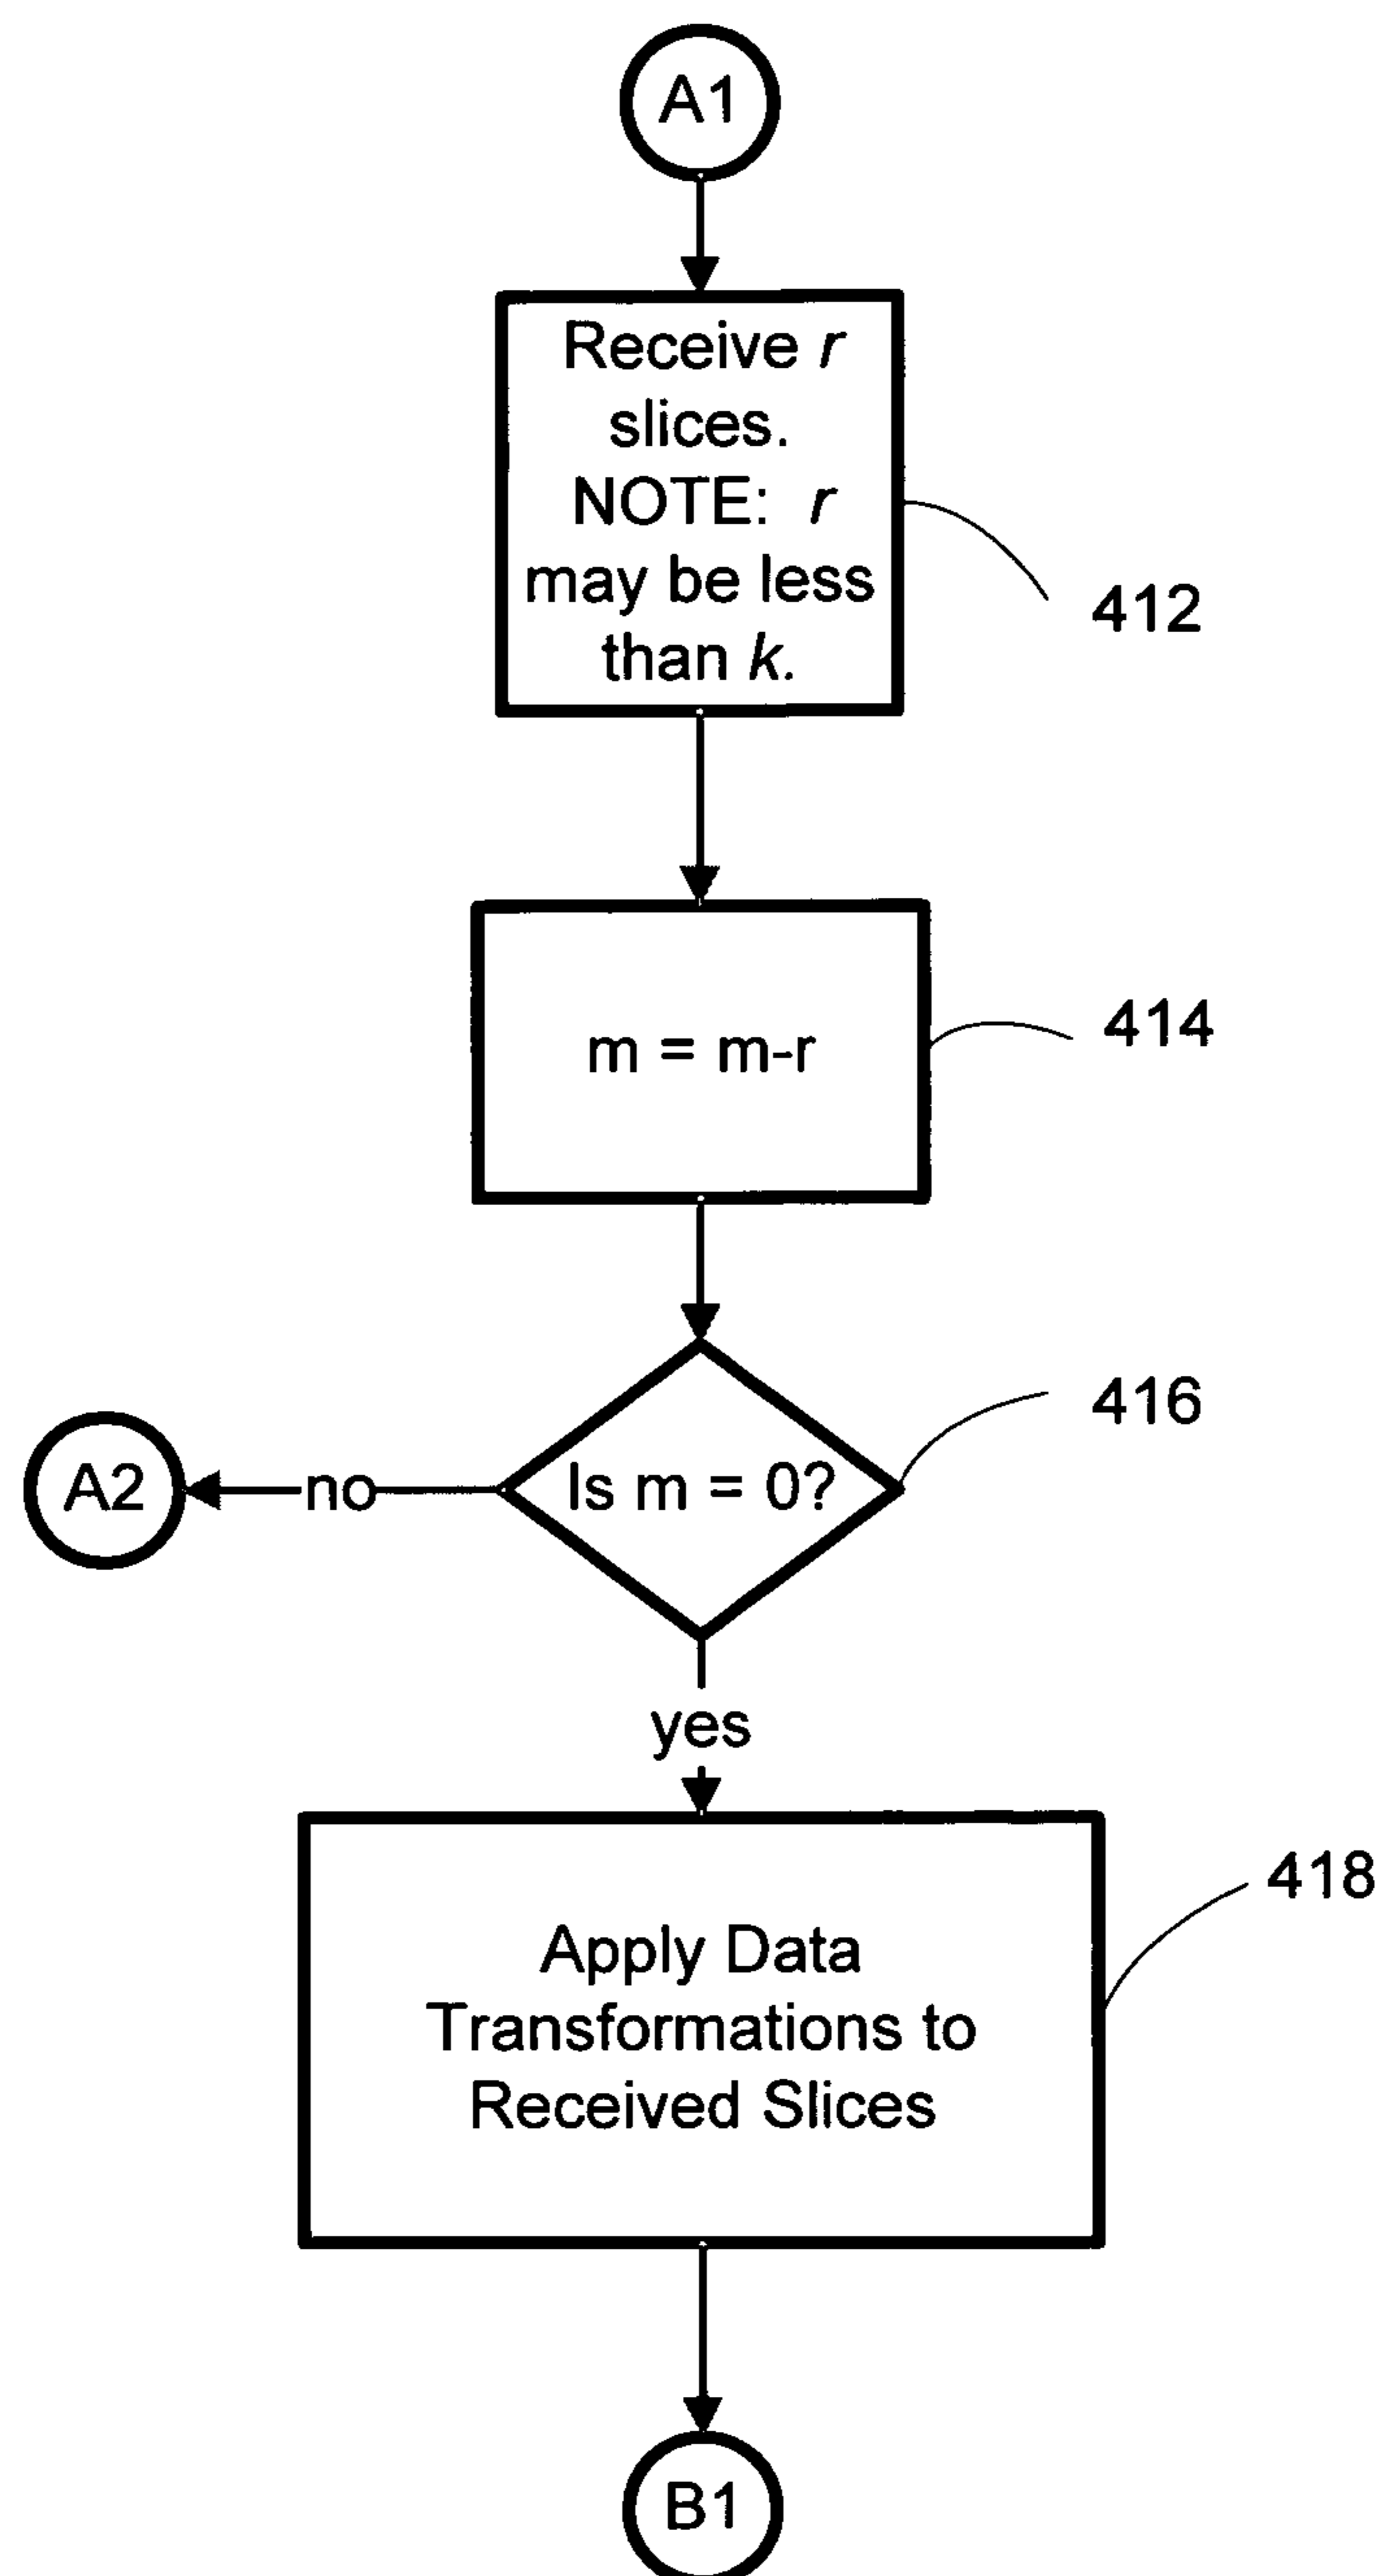 A1
Receive r
slices.
NOTE: r
may be less
than k.
412
m = m-r
414
416
A2
no
Is m = 0?
yes
418
Apply Data
Transformations to
Received Slices
B1